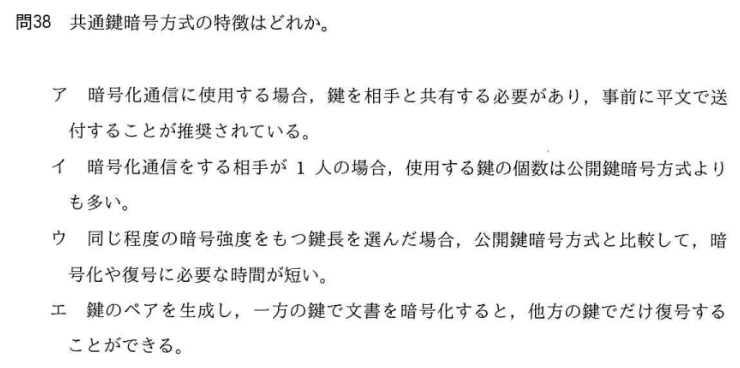 問38　共通鍵暗号方式の特徴はどれか。
ア　暗号化通信に使用する場合，鍵を相手と共有する必要があり，事前に平文で送
付することが推奨されている。
イ　暗号化通信をする相手が 1 人の場合，使用する鍵の個数は公開鍵暗号方式より
も多い。
ウ　同じ程度の暗号強度をもつ鍵長を選んだ場合，公開鍵暗号方式と比較して，暗
号化や復号に必要な時間が短い。
エ　鍵のペアを生成し，一方の鍵で文書を暗号化すると，他方の鍵でだけ復号する
ことができる。